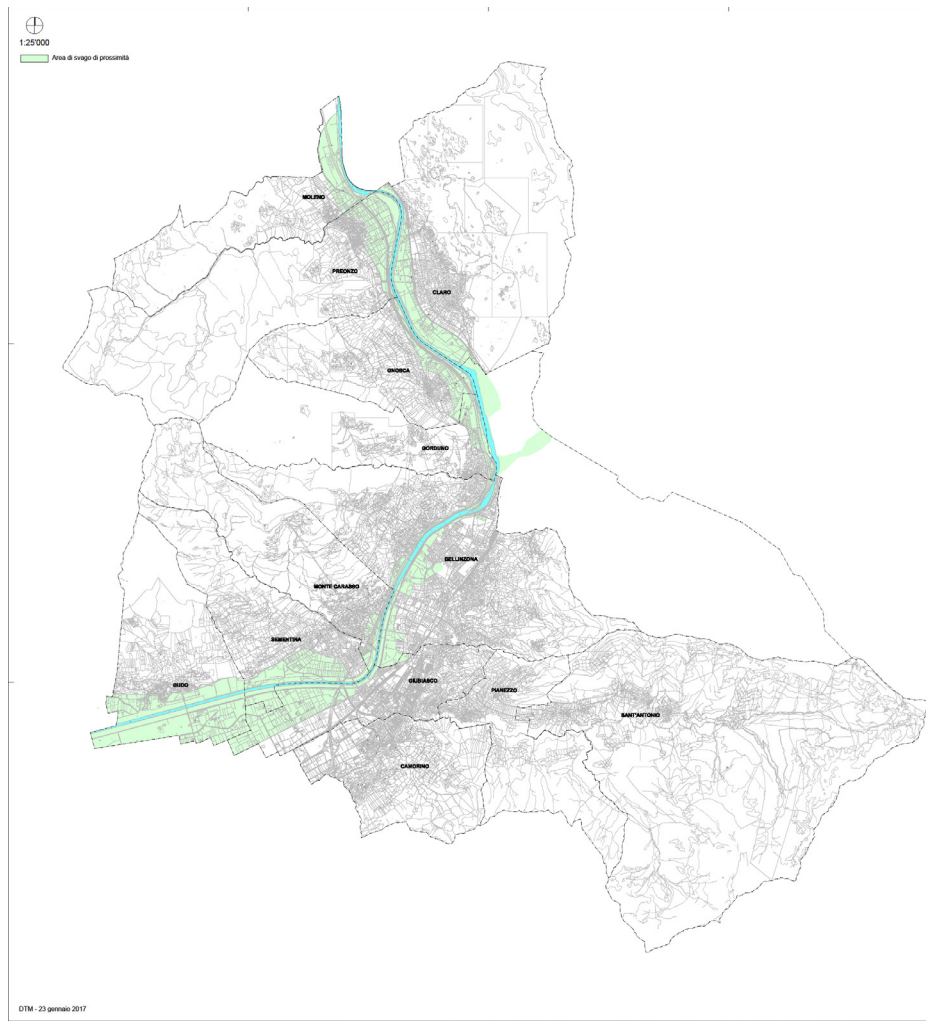 1:25'000
Area di svago di prossimità
MOLENO
PREONZO
CLARO
GNOSCA
GORDUNO
BELLINZONA
MONTE CARASSO
SEMENTINA
GUDO
GIUBIASCO
PIANEZZO
SANT'ANTONIO
CAMORINO
DTM - 23 gennaio 2017